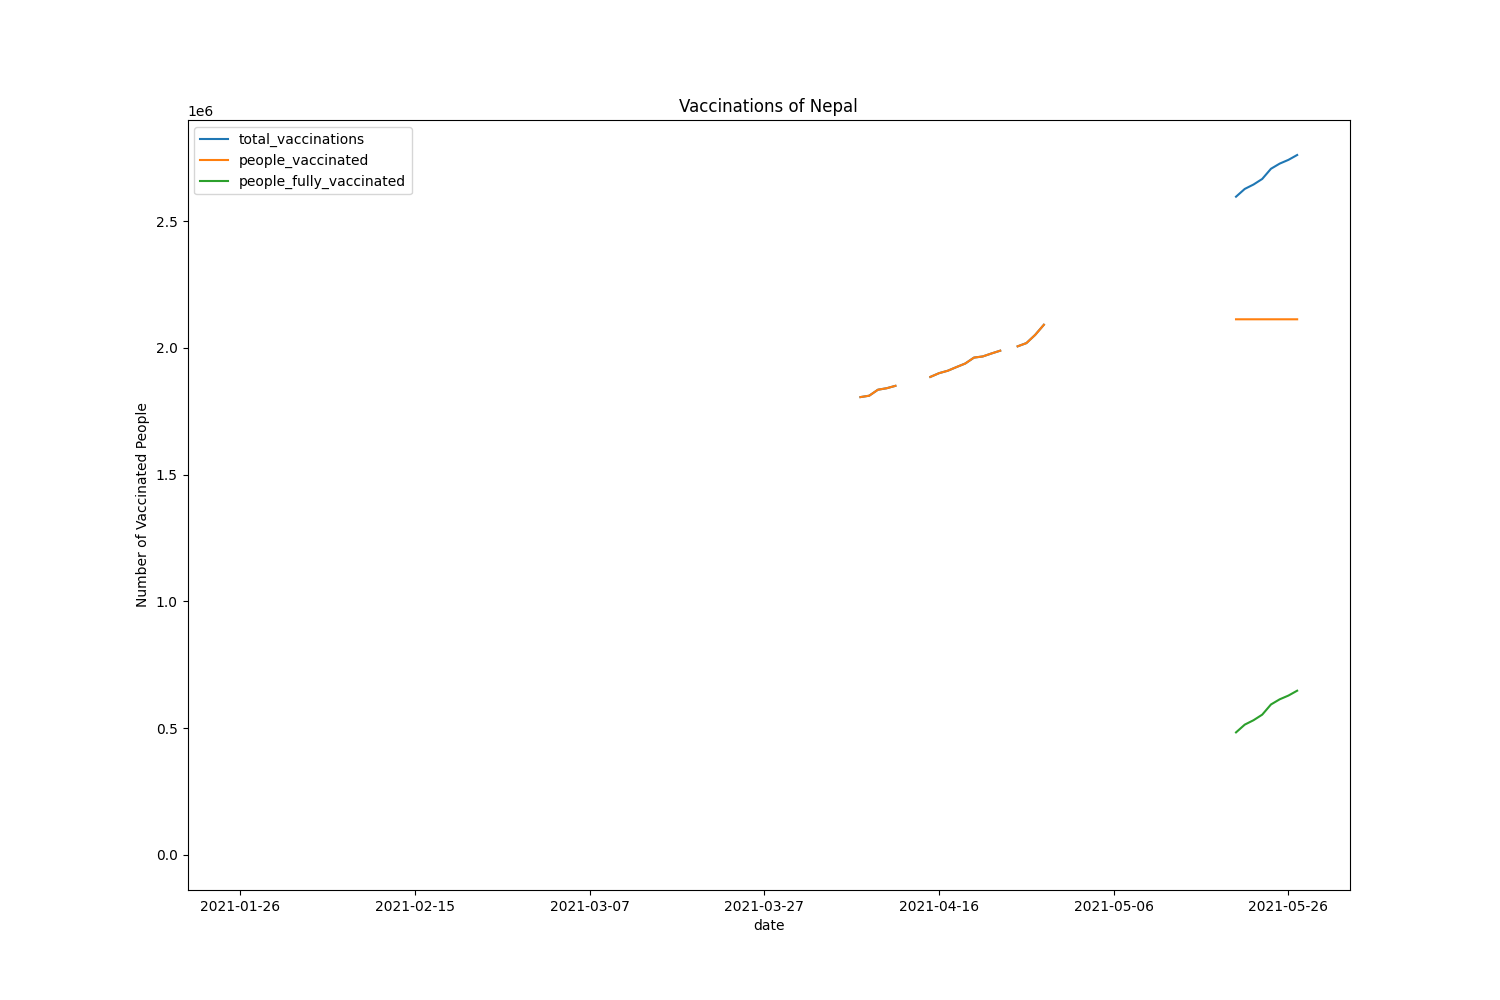 Vaccinations of Nepal
1e6
total_vaccinations
people_vaccinated
people_fully_vaccinated
2.5
2.0
1.5
1.0
0.5
0.0
Number of Vaccinated People
2021-01-26 2021-02-15 2021-03-07 2021-03-27 2021-04-16 2021-05-06 2021-05-26
date